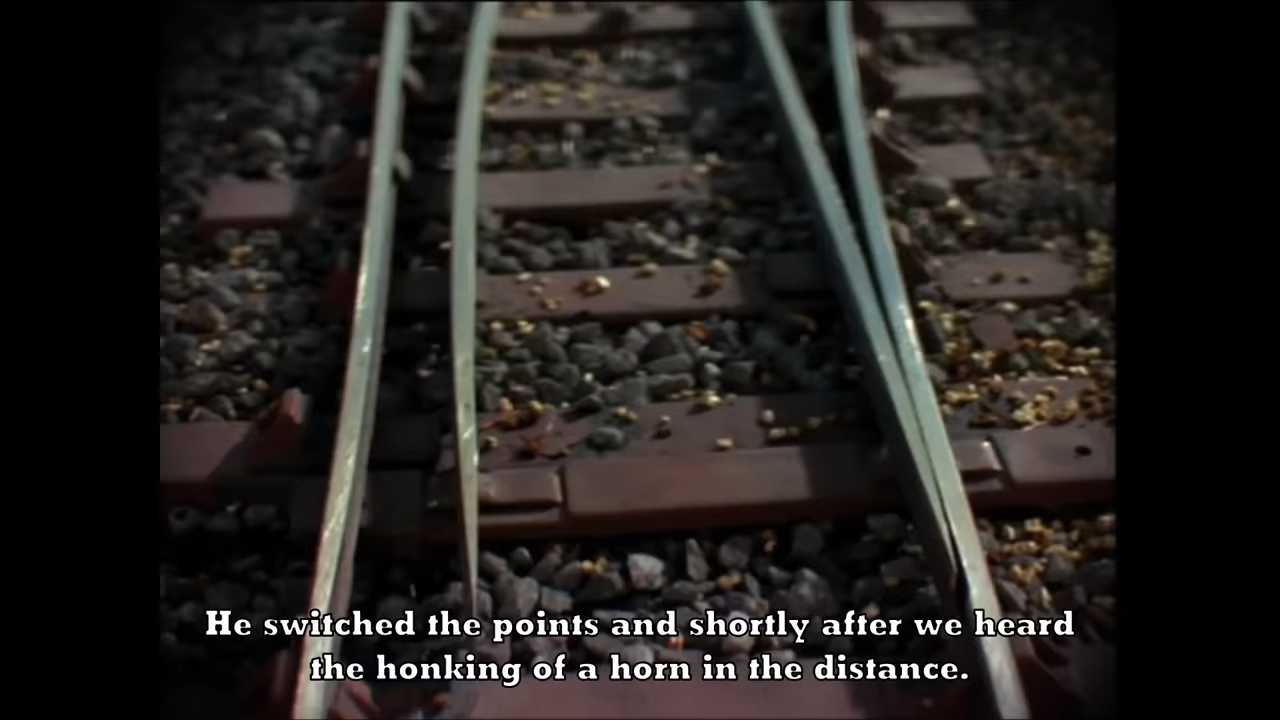 He switched the points and shortly after we heard
the honking of a horn in the distance.